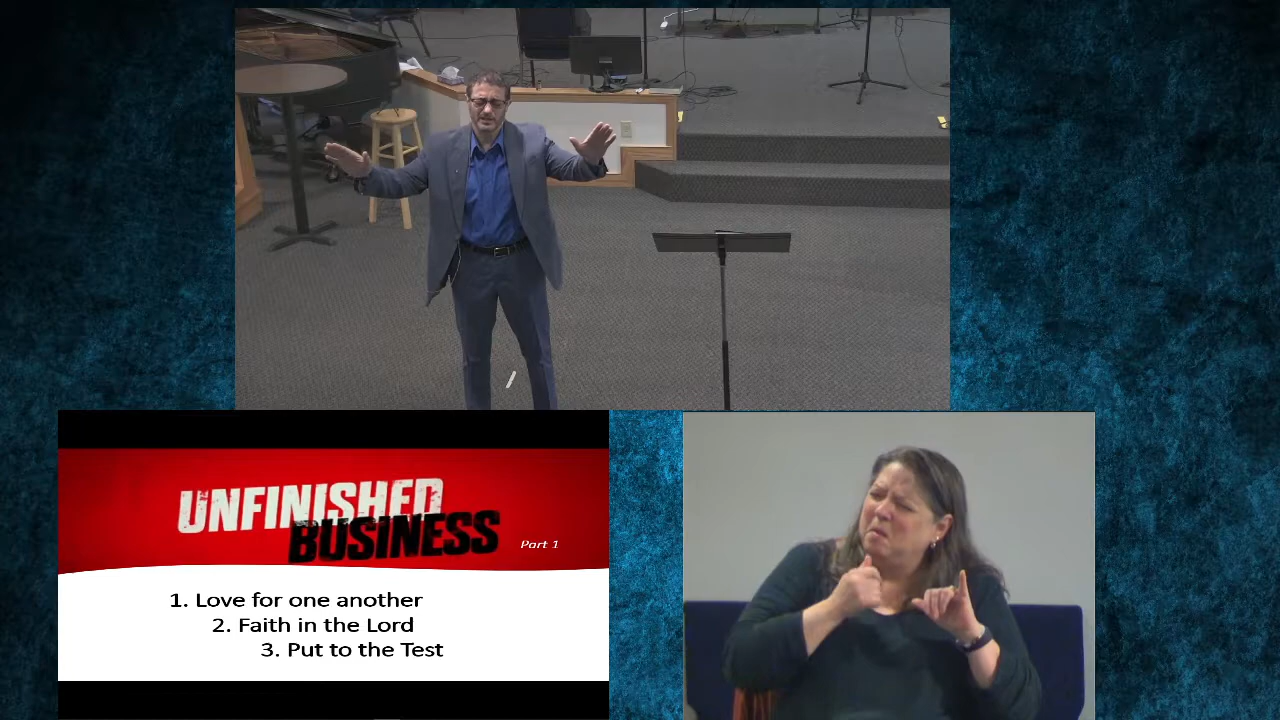 UNFINISHED
BUSINESS
Part 1
1. Love for one another
2. Faith in the Lord
3. Put to the Test